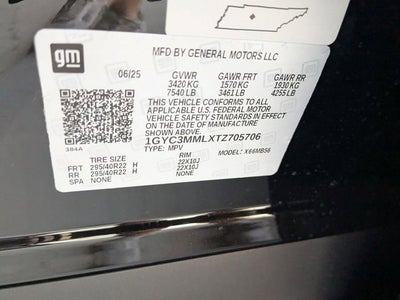 gm
MFD BY GENERAL MOTORS LLC
06/25 GVWR GAWR FRT GAWR RR
3420 KG 1570 KG 1930 KG
7540 LB 3461 LB 4255 LB
THIS VEHICLE CONFORMS TO ALL
APPLICABLE U.S. FEDERAL MOTOR
VEHICLE SAFETY STANDARDS IN EFFECT
ON THE DATE OF MANUFACTURE SHOWN ABOVE.
1GYC3MMLXTZ705706
TYPE: MPV MODEL: X66MB56
384A
TIRE SIZE RIM
FRT 295/40R22 H 22X10J
RR 295/40R22 H 22X10J
SPA NONE NONE